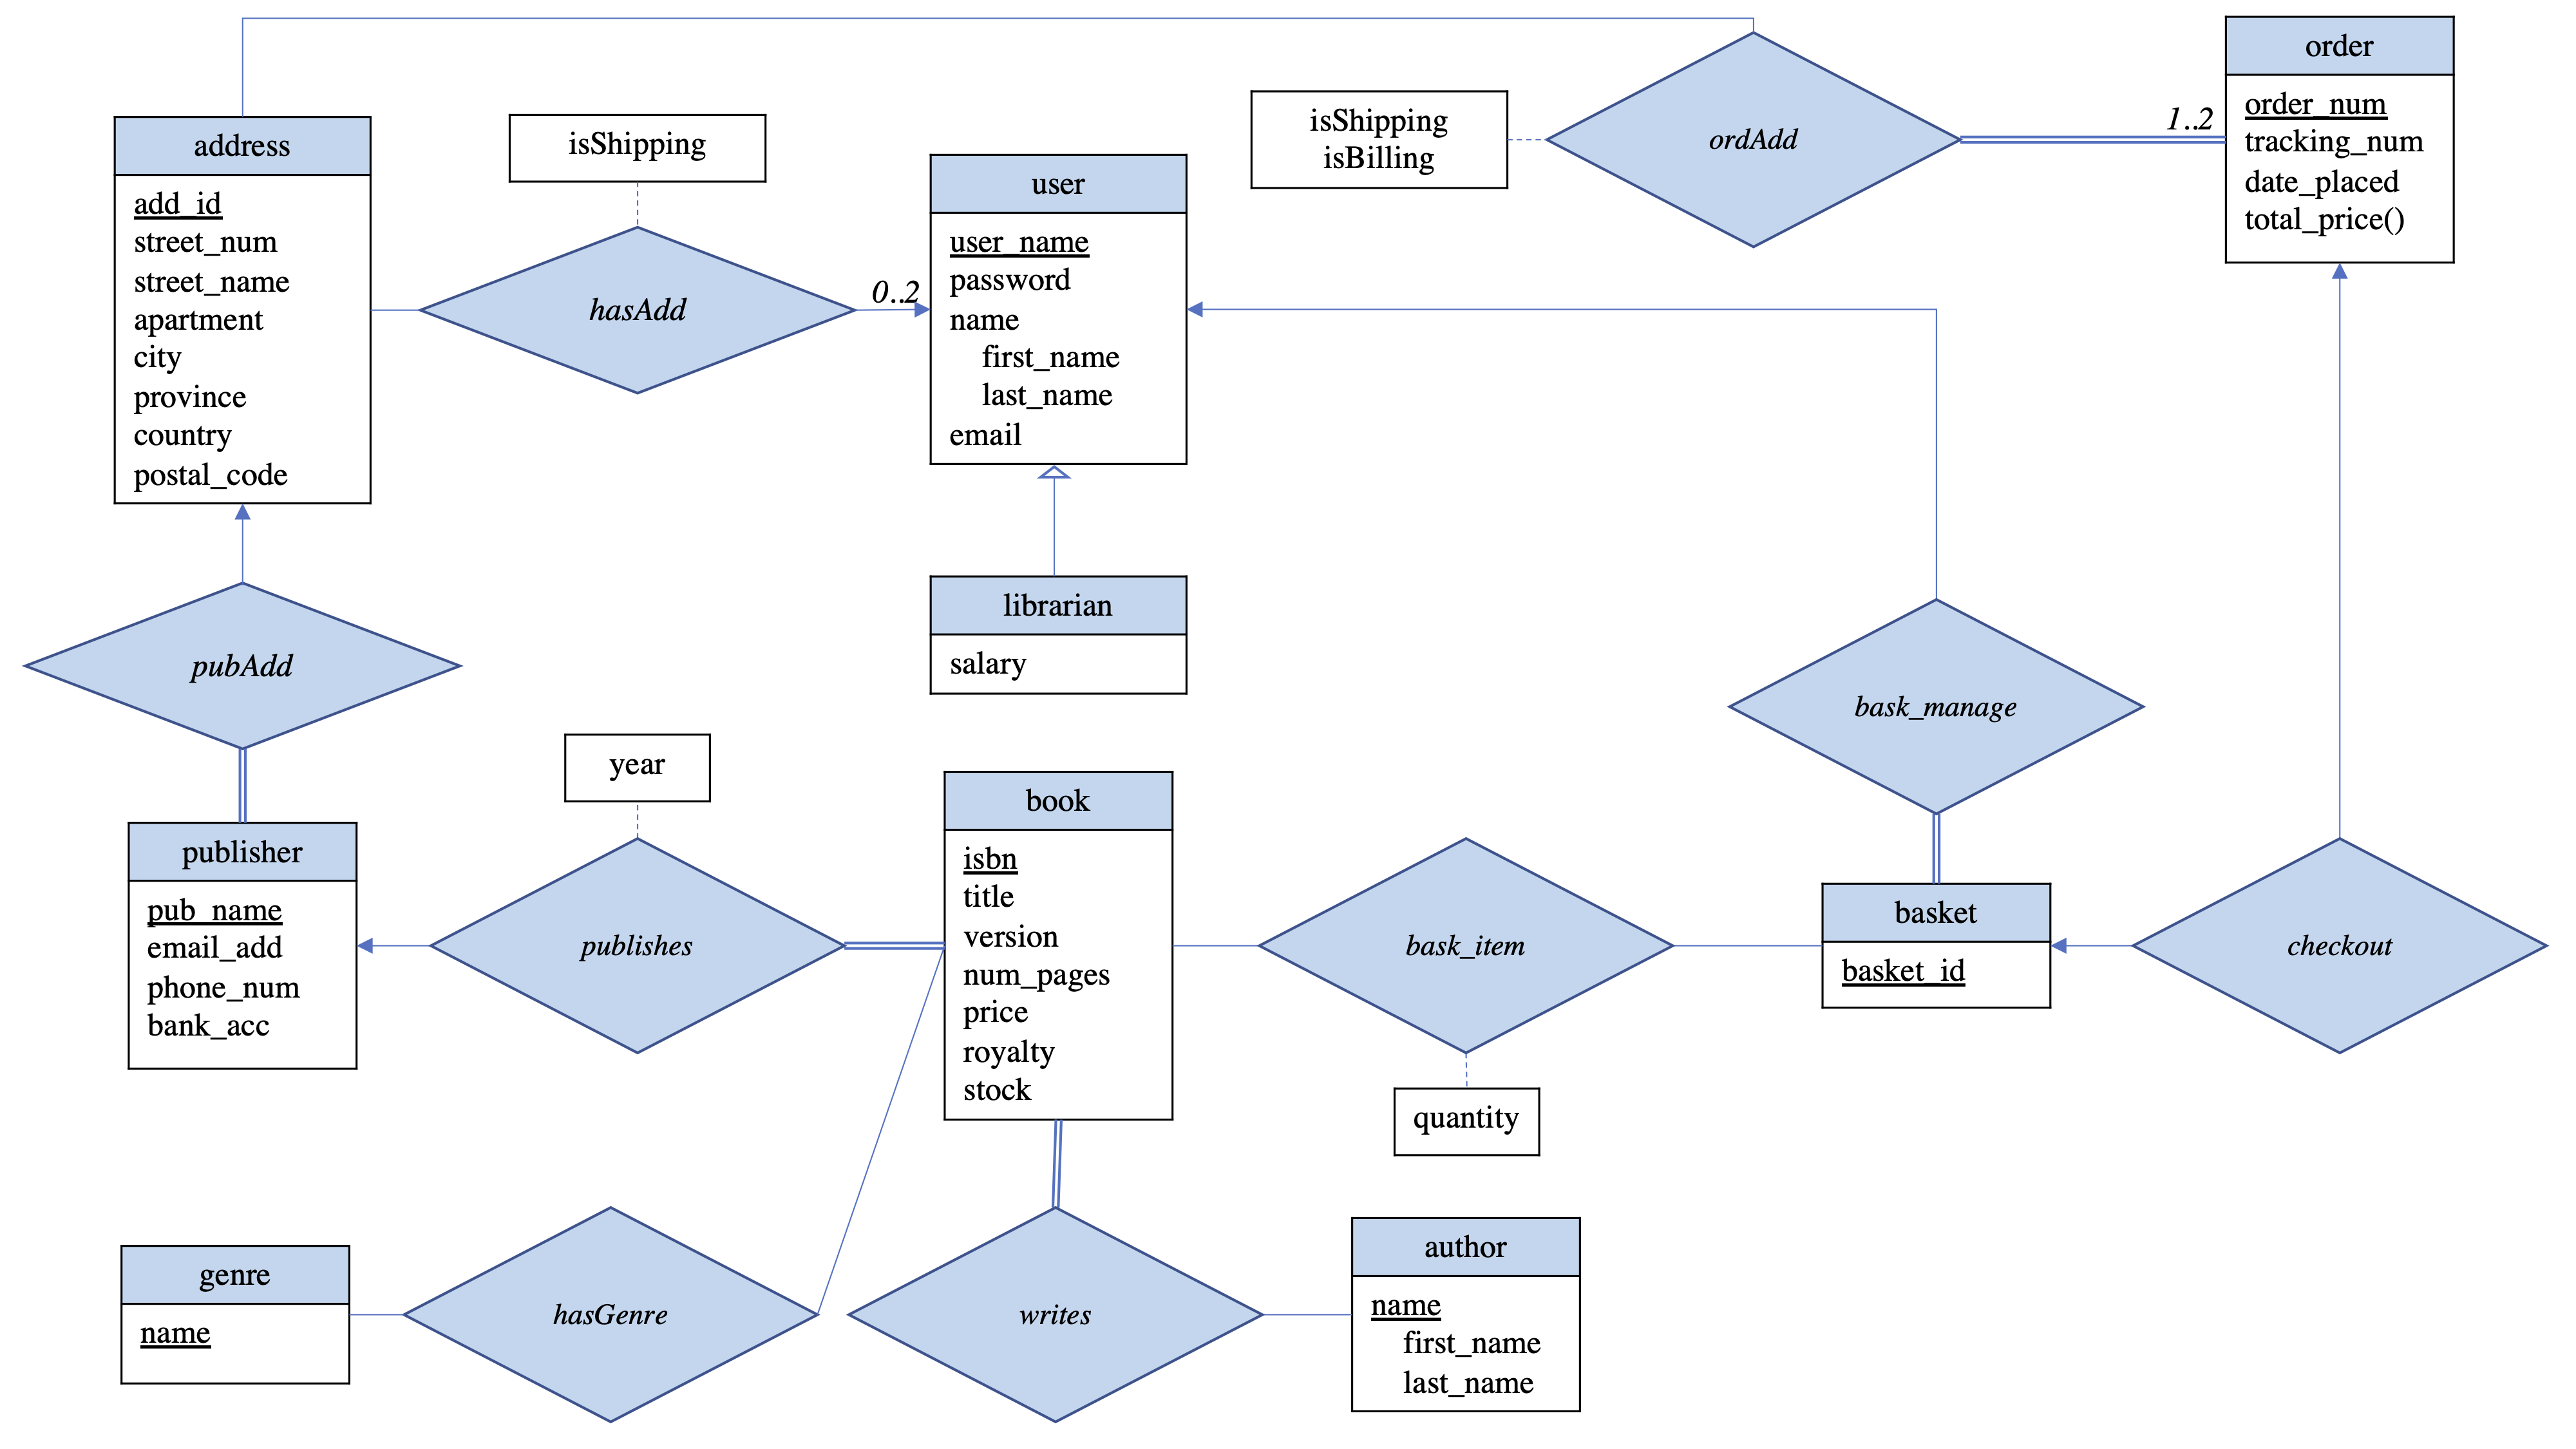 order
order_num
tracking_num
date_placed
total_price()
isShipping
isBilling
ordAdd
1..2
address
add_id
street_num
street_name
apartment
city
province
country
postal_code
isShipping
hasAdd
0..2
user
user_name
password
name
first_name
last_name
email
librarian
salary
pubAdd
bask_manage
publisher
pub_name
email_add
phone_num
bank_acc
year
publishes
book
isbn
title
version
num_pages
price
royalty
stock
bask_item
quantity
basket
basket_id
checkout
genre
name
hasGenre
writes
author
name
first_name
last_name